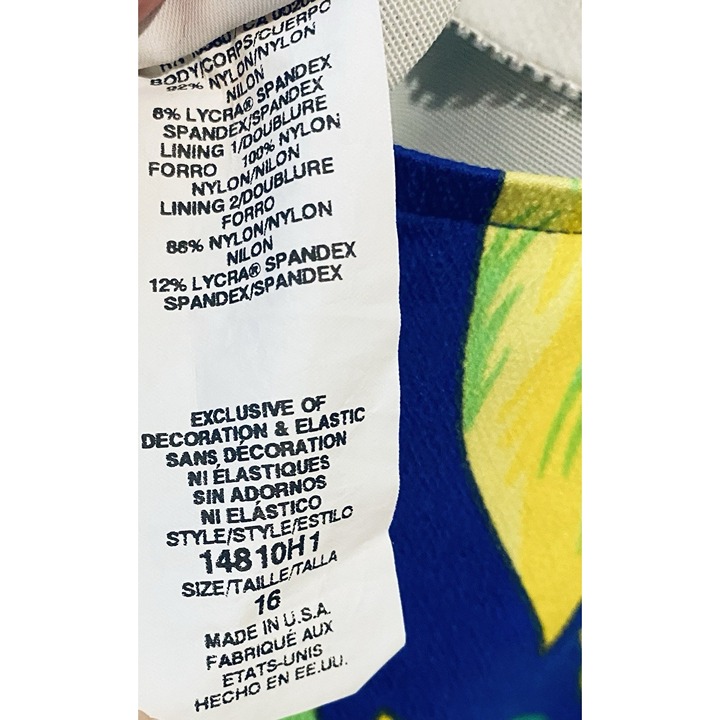 BODY/CORPS/CUERPO
92% NYLON/NYLON
NILON
8% LYCRA® SPANDEX
SPANDEX/SPANDEX
LINING 1/DOUBLURE
FORRO 100% NYLON
NYLON/NILON
LINING 2/DOUBLURE
FORRO
88% NYLON/NYLON
NILON
12% LYCRA® SPANDEX
SPANDEX/SPANDEX
EXCLUSIVE OF
DECORATION & ELASTIC
SANS DÉCORATION
NI ÉLASTIQUES
SIN ADORNOS
NI ELÁSTICO
STYLE/STYLE/ESTILO
14810H1
SIZE/TAILLE/TALLA
16
MADE IN U.S.A.
FABRIQUÉ AUX
ETATS-UNIS
HECHO EN EE.UU.